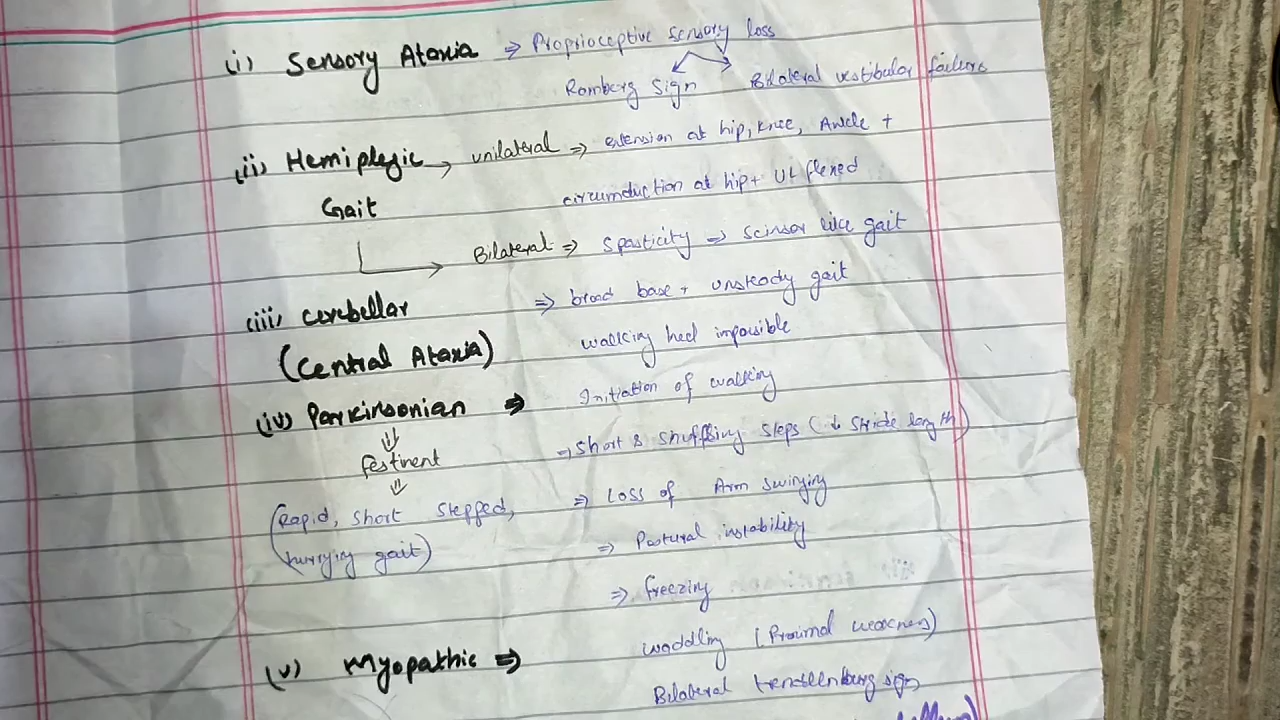 (i) Sensory Ataxia ⇒ Proprioceptive sensory loss
Romberg Sign Bilateral vestibular failure
(ii) Hemiplegic → unilateral ⇒ extension at hip, knee, Ankle +
Gait circumduction at hip + UL flexed
Bilateral ⇒ Spasticity ⇒ scissor like gait
(iii) cerebellar ⇒ broad base + unsteady gait
(Central Ataxia) walking heel impossible
(iv) Parkinsonian ⇒ Initiation of walking
⇓
festinent ⇒ short & shuffling steps (↓ stride length)
⇓
(Rapid, short stepped, ⇒ Loss of Arm swinging
hurrying gait) ⇒ Postural instability
⇒ freezing
(v) Myopathic ⇒ waddling (Proximal weakness)
Bilateral trendlenburg sign